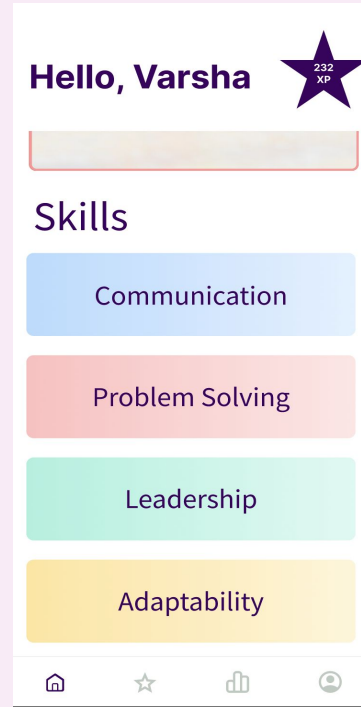 Hello, Varsha
232
XP
Skills
Communication
Problem Solving
Leadership
Adaptability